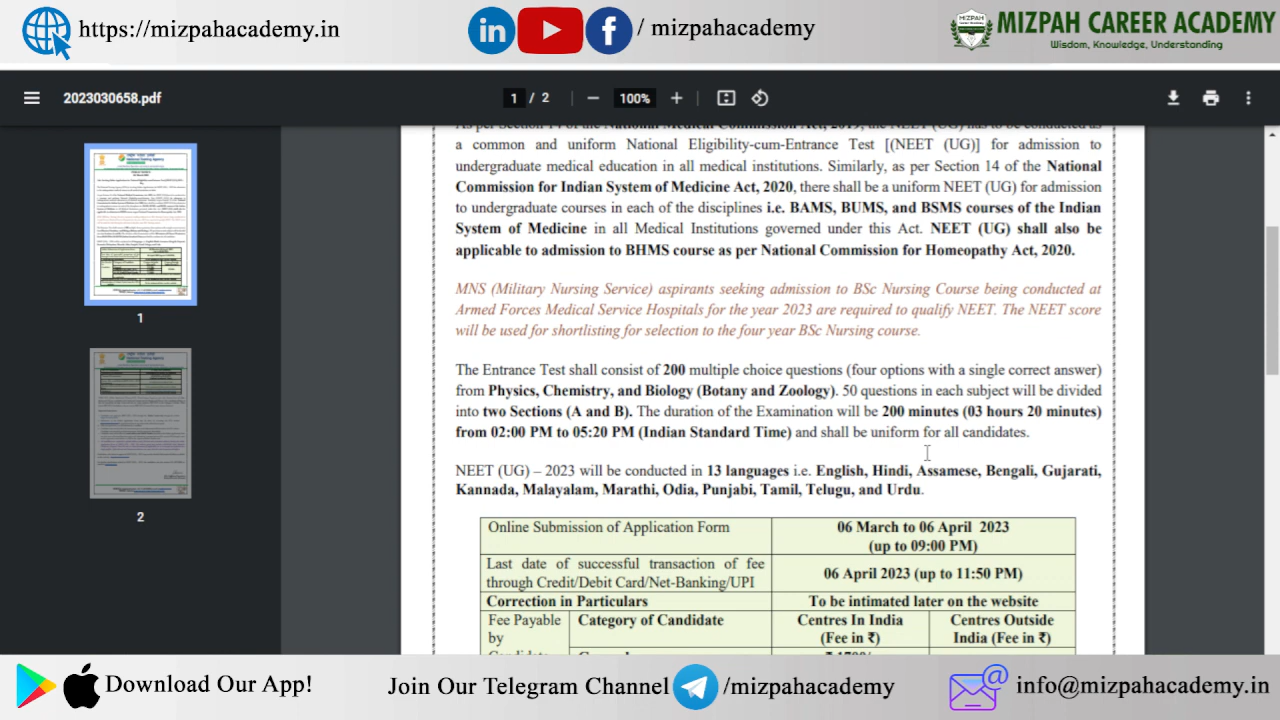 https://mizpahacademy.in
/ mizpahacademy
MIZPAH
MIZPAH CAREER ACADEMY
Wisdom, Knowledge, Understanding
2023030658.pdf
1 / 2
100%
a common and uniform National Eligibility-cum-Entrance Test [(NEET (UG)] for admission to
undergraduate medical education in all medical institutions. Similarly, as per Section 14 of the National
Commission for Indian System of Medicine Act, 2020, there shall be a uniform NEET (UG) for admission
to undergraduate courses in each of the disciplines i.e. BAMS, BUMS, and BSMS courses of the Indian
System of Medicine in all Medical Institutions governed under this Act. NEET (UG) shall also be
applicable to admission to BHMS course as per National Commission for Homeopathy Act, 2020.
MNS (Military Nursing Service) aspirants seeking admission to BSc Nursing Course being conducted at
Armed Forces Medical Service Hospitals for the year 2023 are required to qualify NEET. The NEET score
will be used for shortlisting for selection to the four year BSc Nursing course.
The Entrance Test shall consist of 200 multiple choice questions (four options with a single correct answer)
from Physics, Chemistry, and Biology (Botany and Zoology). 50 questions in each subject will be divided
into two Sections (A and B). The duration of the Examination will be 200 minutes (03 hours 20 minutes)
from 02:00 PM to 05:20 PM (Indian Standard Time) and shall be uniform for all candidates.
NEET (UG) – 2023 will be conducted in 13 languages i.e. English, Hindi, Assamese, Bengali, Gujarati,
Kannada, Malayalam, Marathi, Odia, Punjabi, Tamil, Telugu, and Urdu.
Online Submission of Application Form
06 March to 06 April 2023
(up to 09:00 PM)
Last date of successful transaction of fee
through Credit/Debit Card/Net-Banking/UPI
06 April 2023 (up to 11:50 PM)
Correction in Particulars
To be intimated later on the website
Fee Payable
by
Category of Candidate
Centres In India
(Fee in ₹)
Centres Outside
India (Fee in ₹)
1
2
Download Our App!
Join Our Telegram Channel
/mizpahacademy
info@mizpahacademy.in